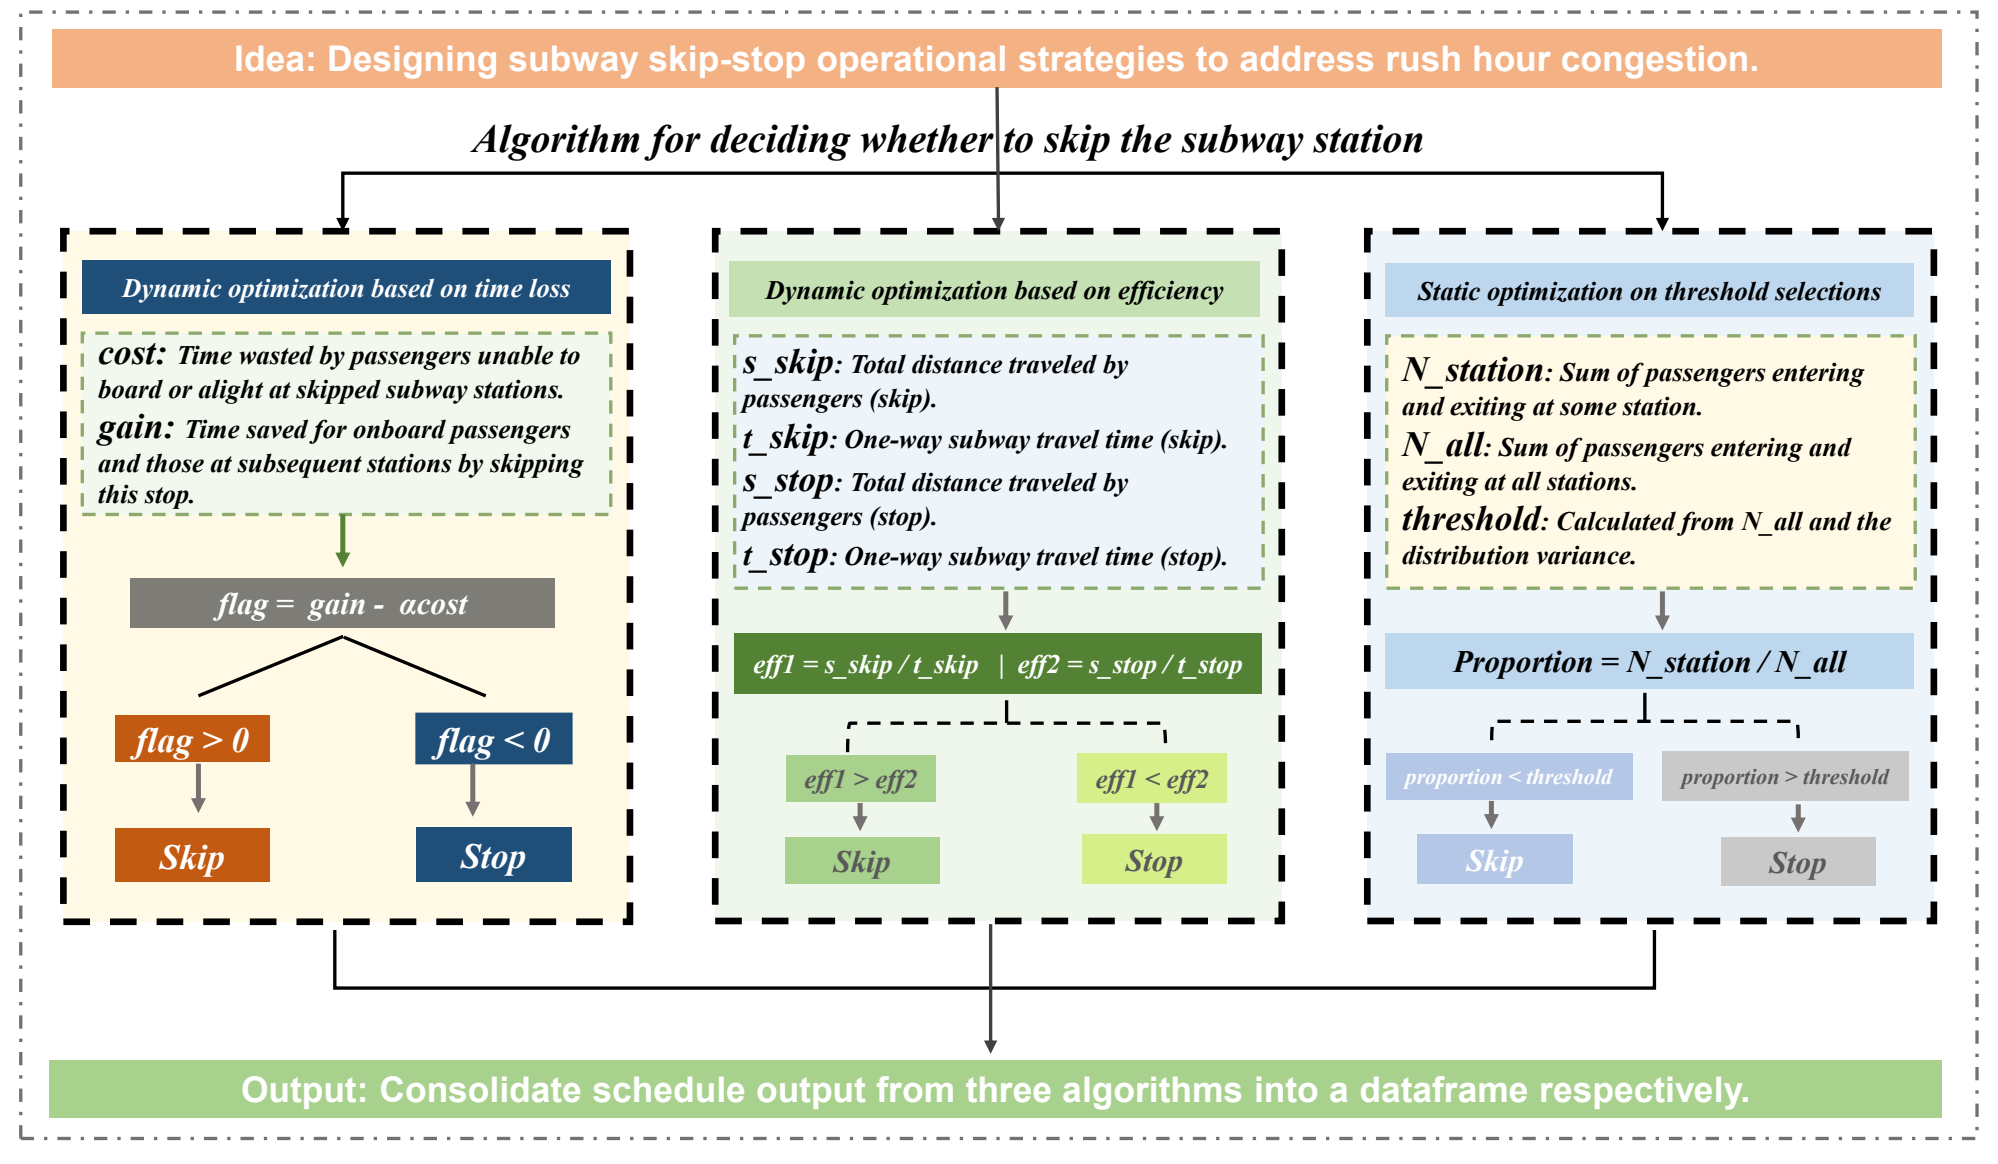 Idea: Designing subway skip-stop operational strategies to address rush hour congestion.
Algorithm for deciding whether to skip the subway station
Dynamic optimization based on time loss
cost: Time wasted by passengers unable to
board or alight at skipped subway stations.
gain: Time saved for onboard passengers
and those at subsequent stations by skipping
this stop.
flag = gain - αcost
flag > 0
flag < 0
Skip
Stop
Dynamic optimization based on efficiency
s_skip: Total distance traveled by
passengers (skip).
t_skip: One-way subway travel time (skip).
s_stop: Total distance traveled by
passengers (stop).
t_stop: One-way subway travel time (stop).
eff1 = s_skip / t_skip | eff2 = s_stop / t_stop
eff1 > eff2
eff1 < eff2
Skip
Stop
Static optimization on threshold selections
N_station: Sum of passengers entering
and exiting at some station.
N_all: Sum of passengers entering and
exiting at all stations.
threshold: Calculated from N_all and the
distribution variance.
Proportion = N_station / N_all
proportion < threshold
proportion > threshold
Skip
Stop
Output: Consolidate schedule output from three algorithms into a dataframe respectively.